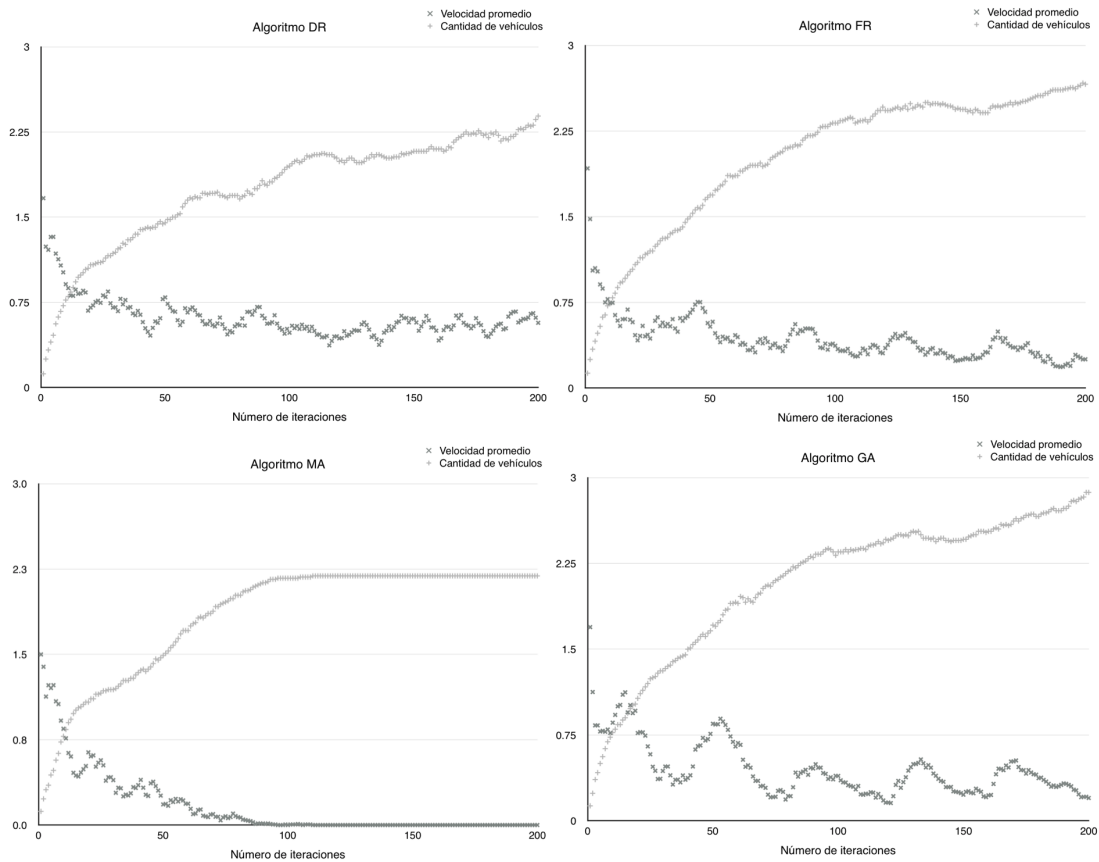 Algoritmo DR
× Velocidad promedio
+ Cantidad de vehículos
3
2.25
1.5
0.75
0
0
50
100
150
200
Número de iteraciones
Algoritmo FR
× Velocidad promedio
+ Cantidad de vehículos
3
2.25
1.5
0.75
0
0
50
100
150
200
Número de iteraciones
Algoritmo MA
× Velocidad promedio
+ Cantidad de vehículos
3.0
2.3
1.5
0.8
0.0
0
50
100
150
200
Número de iteraciones
Algoritmo GA
× Velocidad promedio
+ Cantidad de vehículos
3
2.25
1.5
0.75
0
0
50
100
150
200
Número de iteraciones